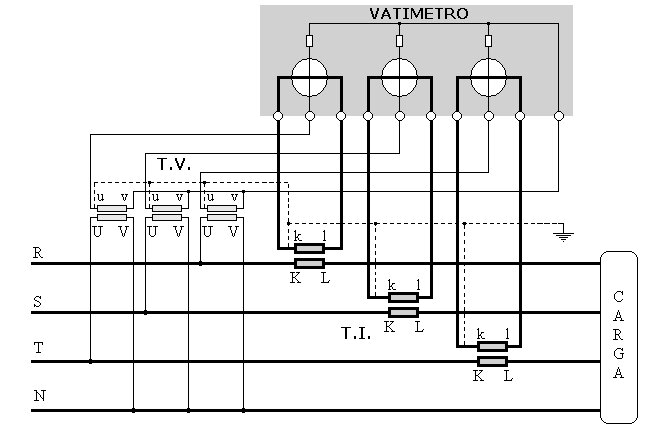 VATIMETRO
T.V.
u v u v u v
U V U V U V
k l
R
K L
k l
S
K L
T.I.
k l
T
K L
N
C
A
R
G
A